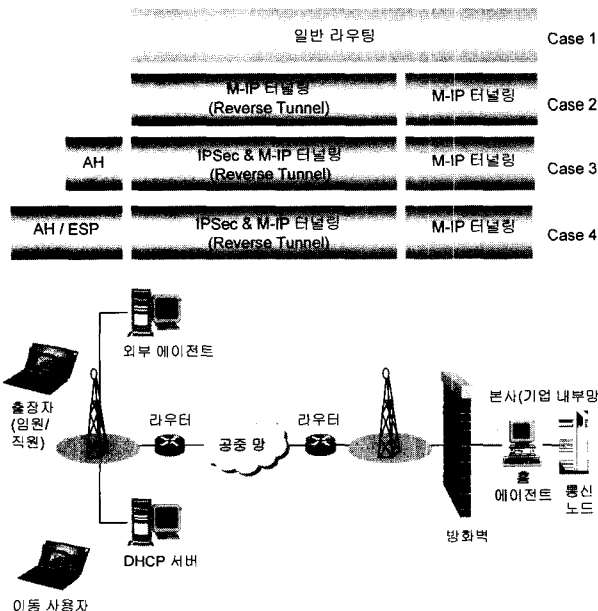 일반 라우팅
Case 1
M-IP 터널링
(Reverse Tunnel)
M-IP 터널링
Case 2
AH
IPSec & M-IP 터널링
(Reverse Tunnel)
M-IP 터널링
Case 3
AH / ESP
IPSec & M-IP 터널링
(Reverse Tunnel)
M-IP 터널링
Case 4
외부 에이전트
출장자
(임원/
직원)
라우터
공중 망
라우터
본사(기업 내부망
홈
에이전트
통신
노드
방화벽
DHCP 서버
이동 사용자